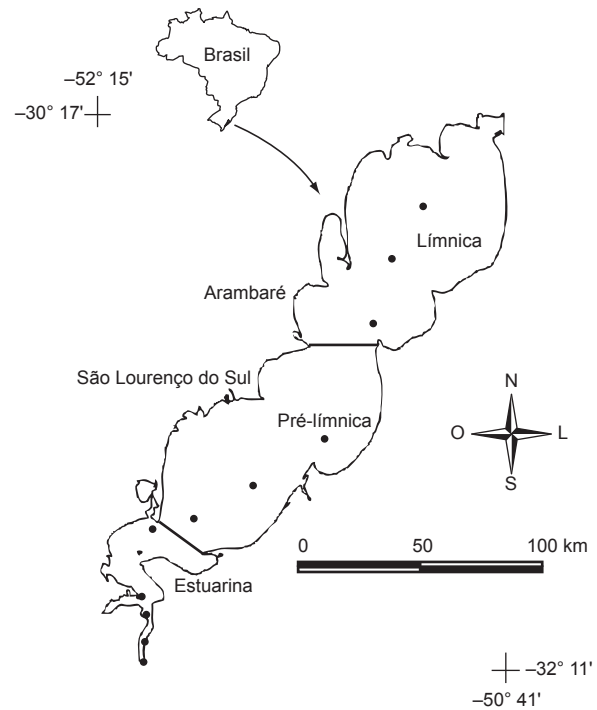 Brasil
–52° 15'
–30° 17'
Límnica
Arambaré
São Lourenço do Sul
Pré-límnica
N
O
L
S
0
50
100 km
Estuarina
–32° 11'
–50° 41'